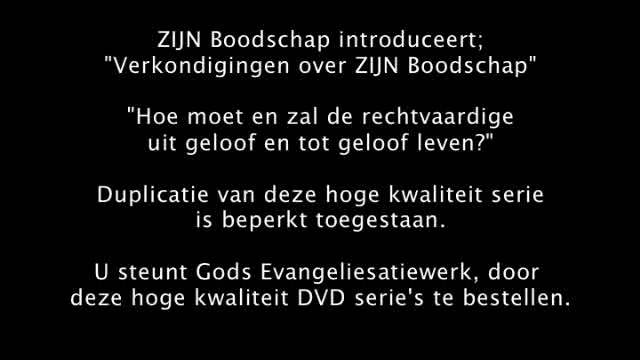 ZIJN Boodschap introduceert;
"Verkondigingen over ZIJN Boodschap"
"Hoe moet en zal de rechtvaardige
uit geloof en tot geloof leven?"
Duplicatie van deze hoge kwaliteit serie
is beperkt toegestaan.
U steunt Gods Evangeliesatiewerk, door
deze hoge kwaliteit DVD serie's te bestellen.